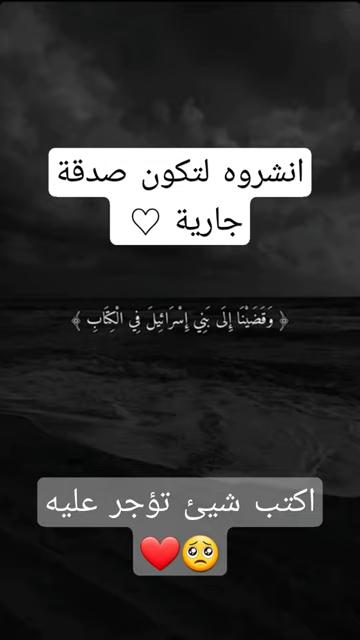 انشروه لتكون صدقة
جارية ♡
﴿ وَقَضَيْنَا إِلَى بَنِي إِسْرَائِيلَ فِي الْكِتَابِ ﴾
اكتب شيئ تؤجر عليه
🥺❤️